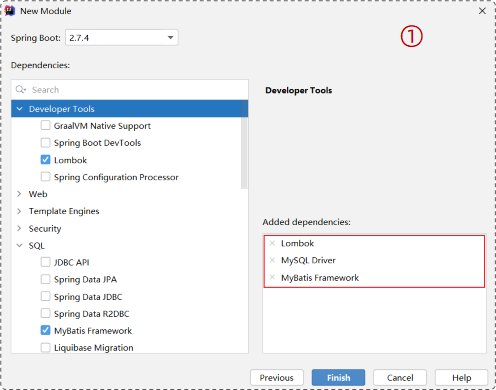 New Module
Spring Boot: 2.7.4
①
Dependencies:
Search
Developer Tools
GraalVM Native Support
Spring Boot DevTools
Lombok
Spring Configuration Processor
Web
Template Engines
Security
SQL
JDBC API
Spring Data JPA
Spring Data JDBC
Spring Data R2DBC
MyBatis Framework
Liquibase Migration
Developer Tools
Added dependencies:
× Lombok
× MySQL Driver
× MyBatis Framework
Previous Finish Cancel Help